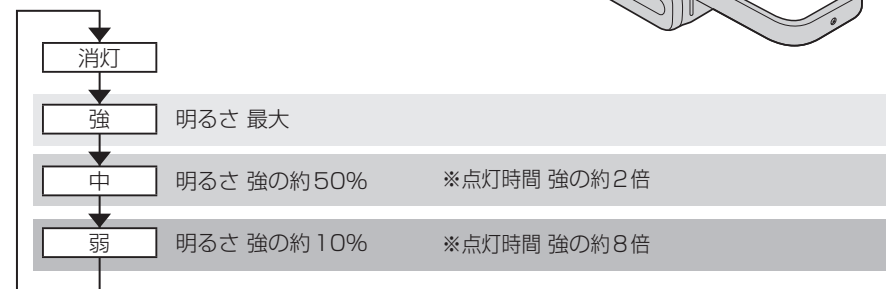 消灯
強 明るさ 最大
中 明るさ 強の約50% ※点灯時間 強の約2倍
弱 明るさ 強の約10% ※点灯時間 強の約8倍